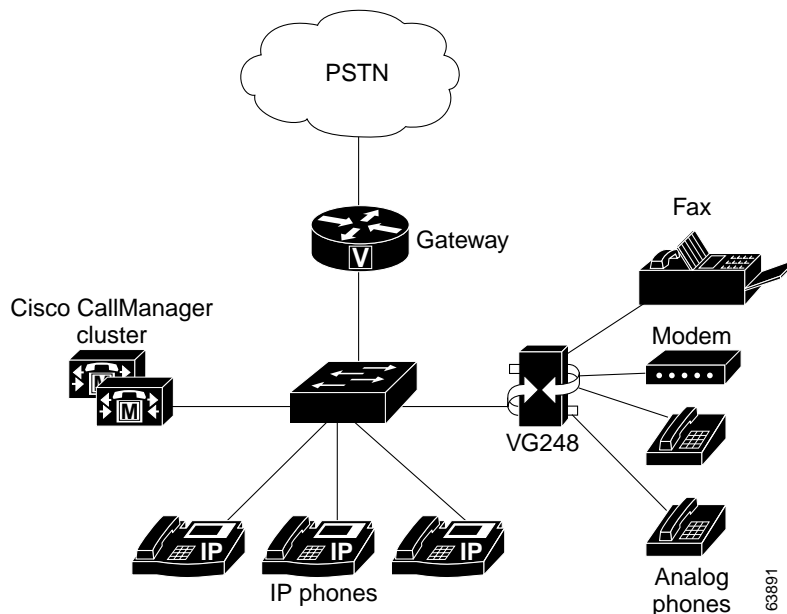 PSTN
Fax
Gateway
V
Cisco CallManager
cluster
Modem
M
M
VG248
IP
IP
IP
IP phones
Analog
phones
63891